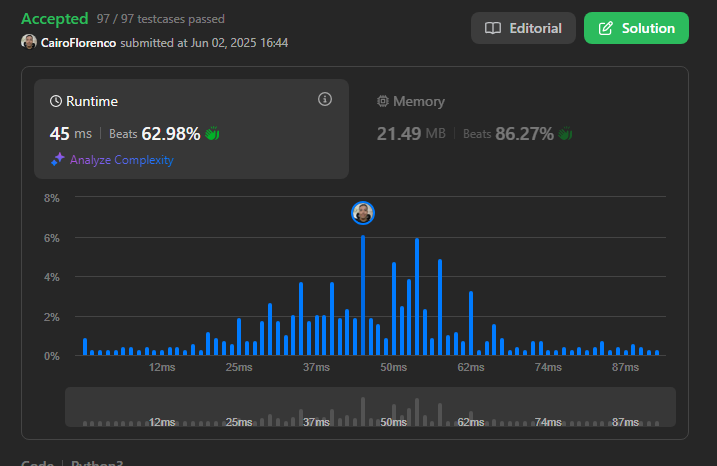 Accepted 97 / 97 testcases passed
Editorial
Solution
CairoFlorenco submitted at Jun 02, 2025 16:44
Runtime
45 ms | Beats 62.98%
Analyze Complexity
Memory
21.49 MB | Beats 86.27%
8%
6%
4%
2%
0%
12ms 25ms 37ms 50ms 62ms 74ms 87ms
12ms 25ms 37ms 50ms 62ms 74ms 87ms
Code | Python3